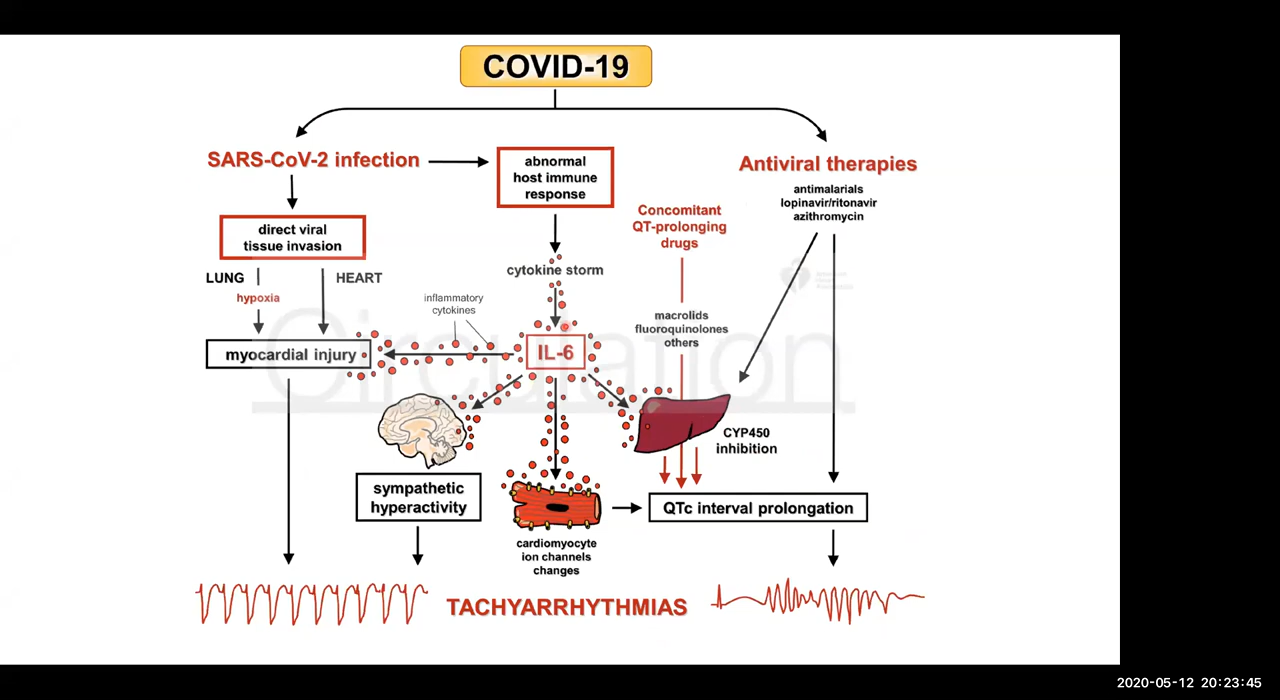 COVID-19
SARS-CoV-2 infection
abnormal
host immune
response
Antiviral therapies
antimalarials
lopinavir/ritonavir
azithromycin
Concomitant
QT-prolonging
drugs
direct viral
tissue invasion
LUNG
HEART
hypoxia
cytokine storm
inflammatory
cytokines
macrolids
fluoroquinolones
others
myocardial injury
IL-6
Circulation
CYP450
inhibition
sympathetic
hyperactivity
QTc interval prolongation
cardiomyocyte
ion channels
changes
TACHYARRHYTHMIAS
2020-05-12 20:23:45